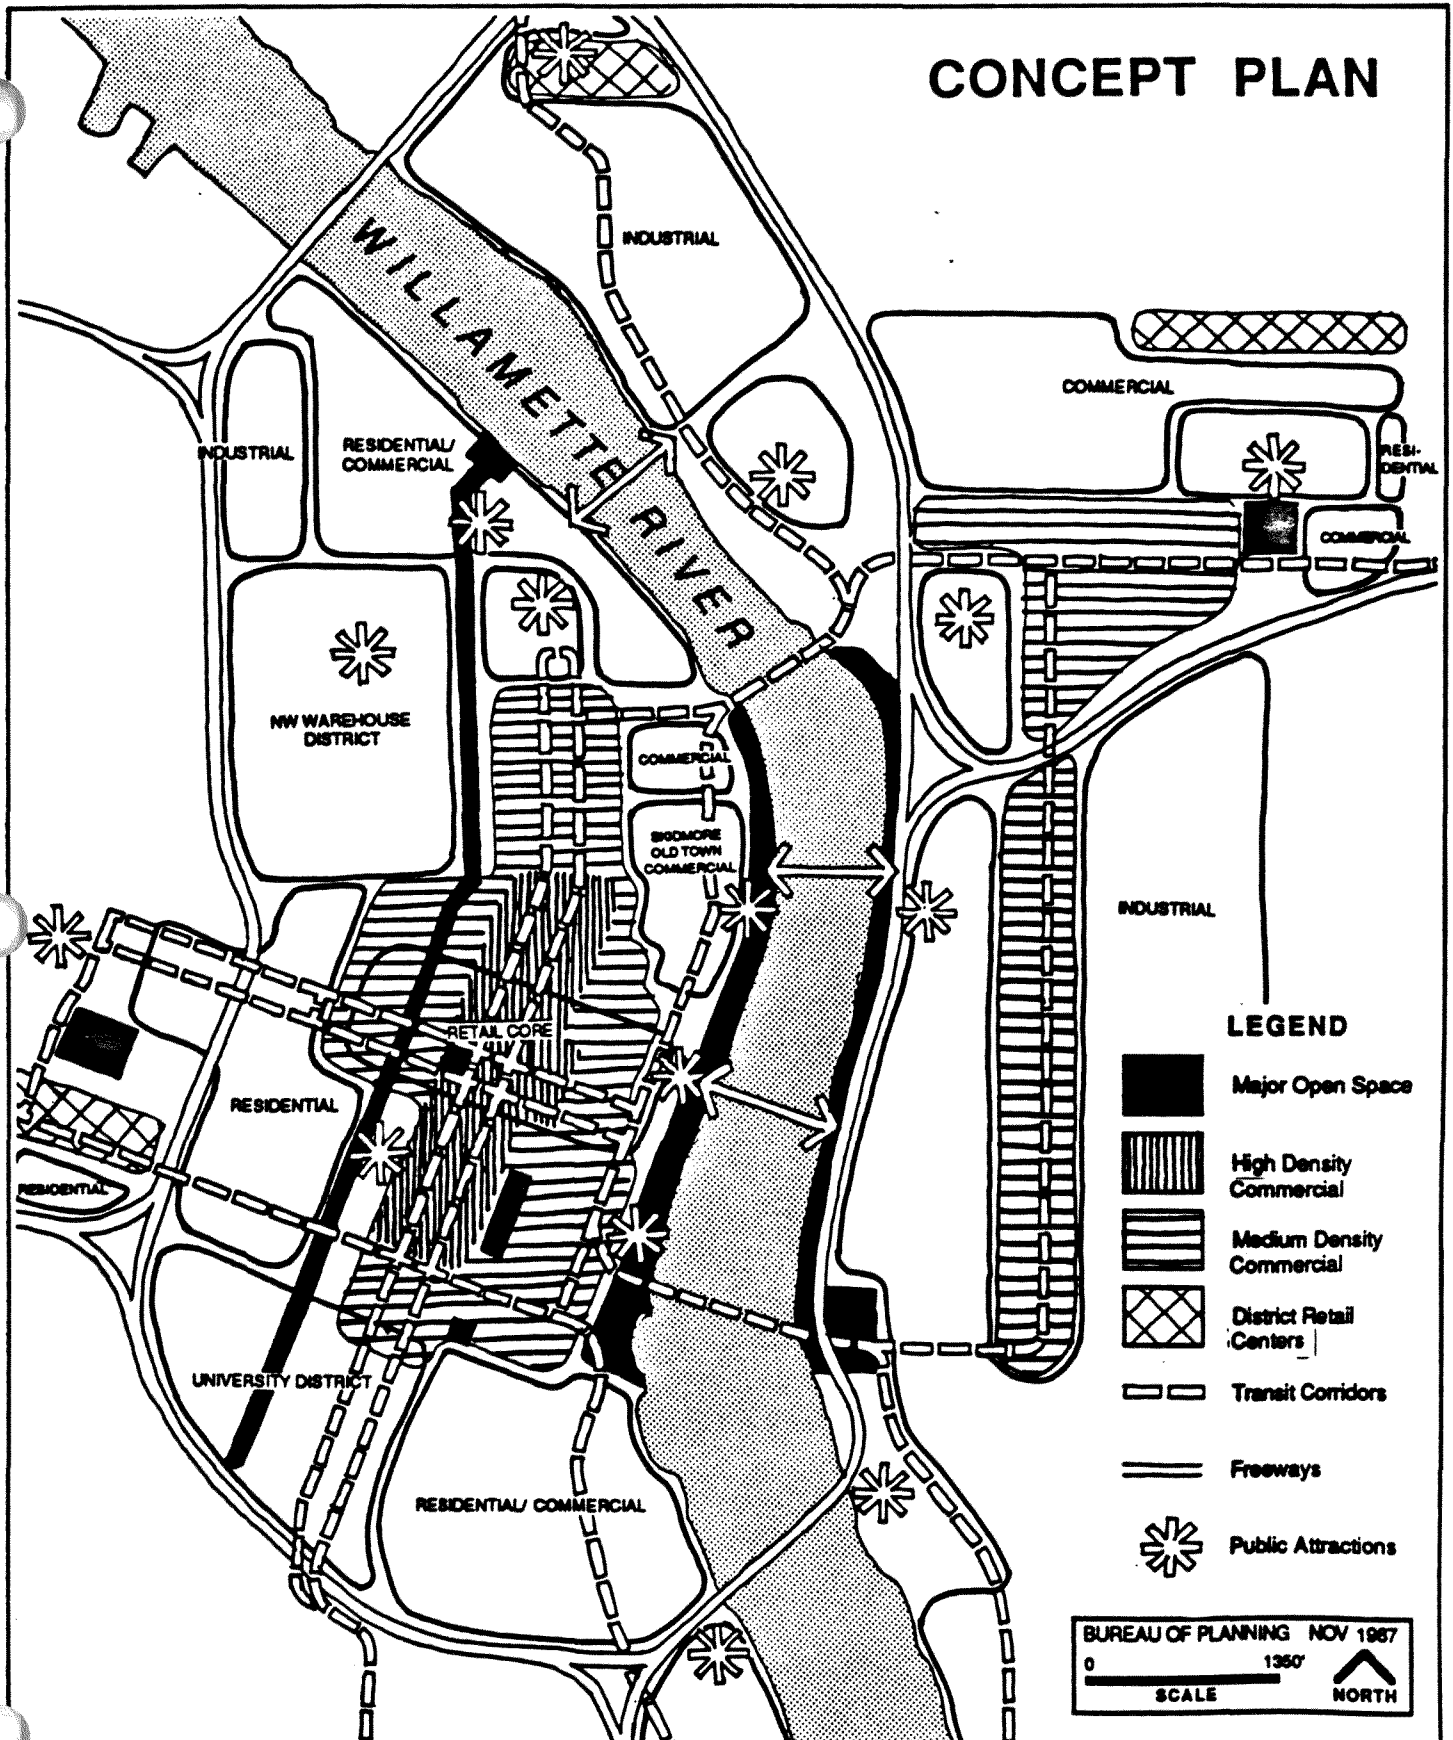 CONCEPT PLAN
INDUSTRIAL
WILLAMETTE RIVER
COMMERCIAL
INDUSTRIAL
RESIDENTIAL/
COMMERCIAL
RESI-
DENTIAL
COMMERCIAL
NW WAREHOUSE
DISTRICT
COMMERCIAL
SKIDMORE
OLD TOWN
COMMERCIAL
INDUSTRIAL
RETAIL CORE
RESIDENTIAL
RESIDENTIAL
UNIVERSITY DISTRICT
RESIDENTIAL/ COMMERCIAL
LEGEND
Major Open Space
High Density
Commercial
Medium Density
Commercial
District Retail
Centers
Transit Corridors
Freeways
Public Attractions
BUREAU OF PLANNING NOV 1987
0 1350'
SCALE
NORTH